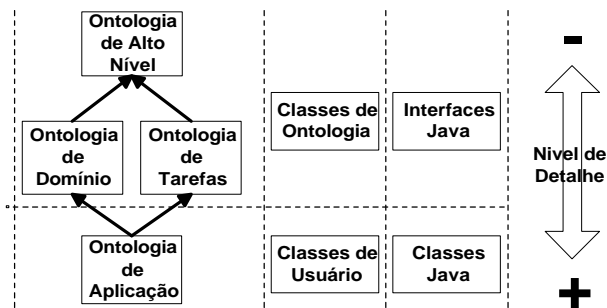 Ontologia
de Alto
Nível
-
Classes de
Ontologia
Interfaces
Java
Ontologia
de
Domínio
Ontologia
de
Tarefas
Nivel de
Detalhe
Ontologia
de
Aplicação
Classes de
Usuário
Classes
Java
+